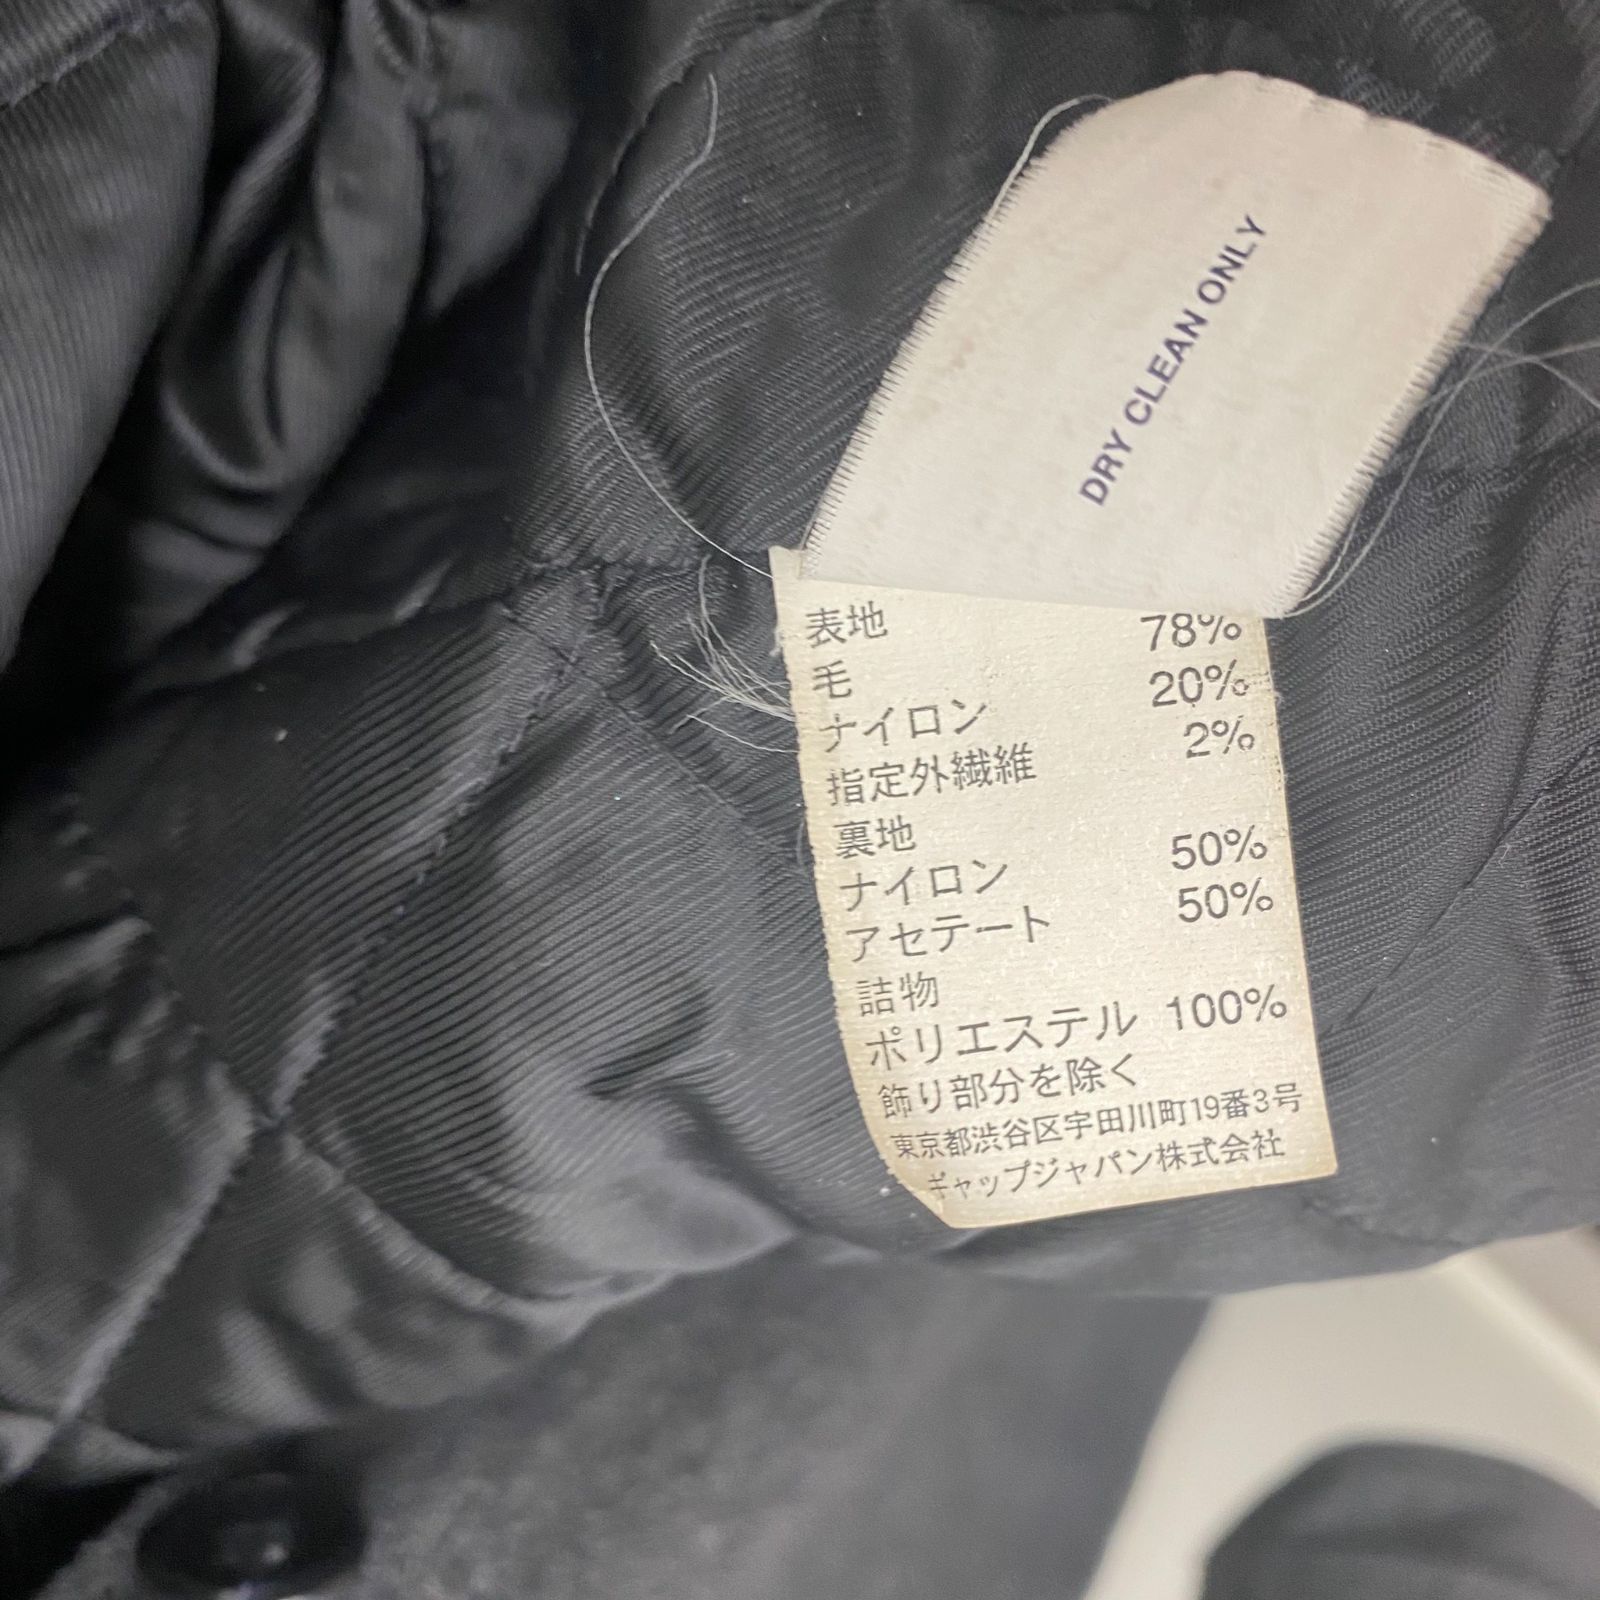 DRY CLEAN ONLY
表地
毛 78%
ナイロン 20%
指定外繊維 2%
裏地
ナイロン 50%
アセテート 50%
詰物
ポリエステル 100%
飾り部分を除く
東京都渋谷区宇田川町19番3号
ギャップジャパン株式会社